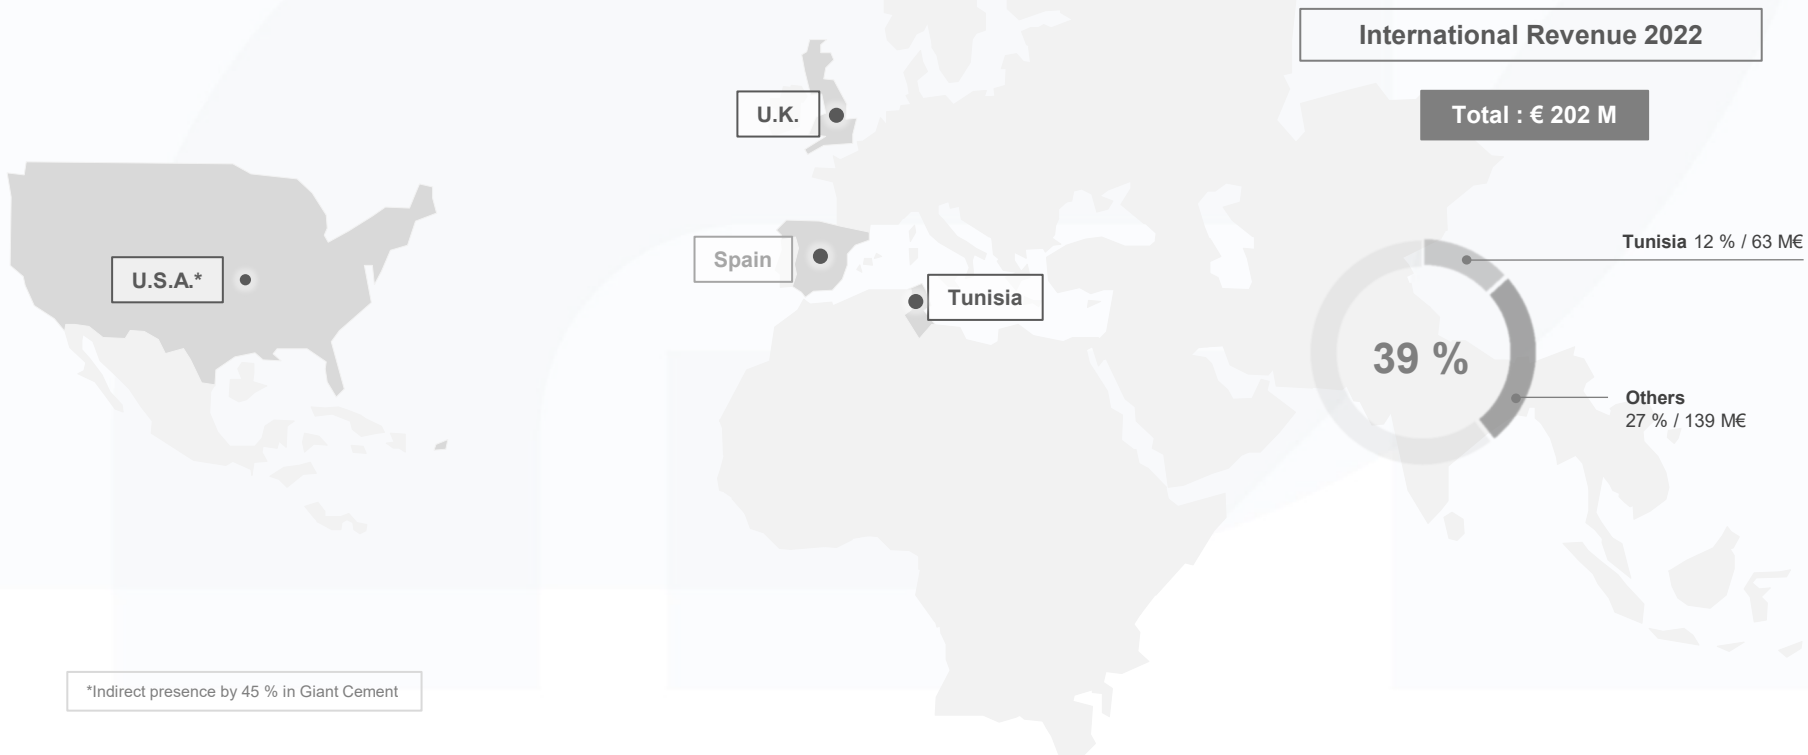 International Revenue 2022
Total : € 202 M
U.K.
Spain
U.S.A.*
Tunisia
Tunisia 12 % / 63 M€
39 %
Others
27 % / 139 M€
*Indirect presence by 45 % in Giant Cement